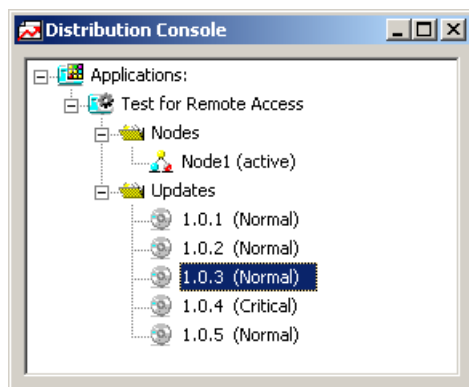 Distribution Console
Applications:
Test for Remote Access
Nodes
Node1 (active)
Updates
1.0.1 (Normal)
1.0.2 (Normal)
1.0.3 (Normal)
1.0.4 (Critical)
1.0.5 (Normal)